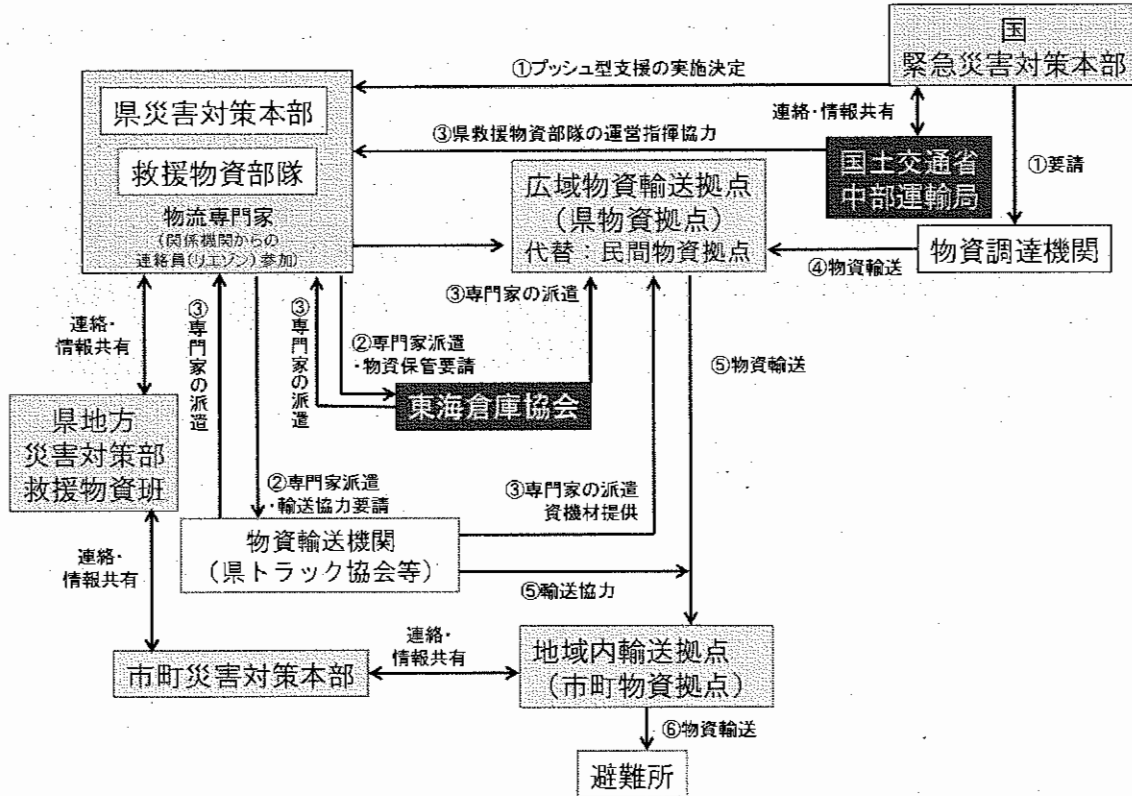 国
緊急災害対策本部
①プッシュ型支援の実施決定
県災害対策本部
連絡・情報共有
③県救援物資部隊の運営指揮協力
救援物資部隊
広域物資輸送拠点
（県物資拠点）
代替：民間物資拠点
国土交通省
中部運輸局
①要請
物流専門家
（関係機関からの
連絡員（リエゾン）参加）
④物資輸送
物資調達機関
③専門家の派遣
連絡・
情報共有
③専門家の派遣
③専門家の派遣
②専門家派遣
・物資保管要請
⑤物資輸送
東海倉庫協会
県地方
災害対策部
救援物資班
②専門家派遣
・輸送協力要請
③専門家の派遣
資機材提供
連絡・
情報共有
物資輸送機関
（県トラック協会等）
⑤輸送協力
連絡・
情報共有
市町災害対策本部
地域内輸送拠点
（市町物資拠点）
⑥物資輸送
避難所